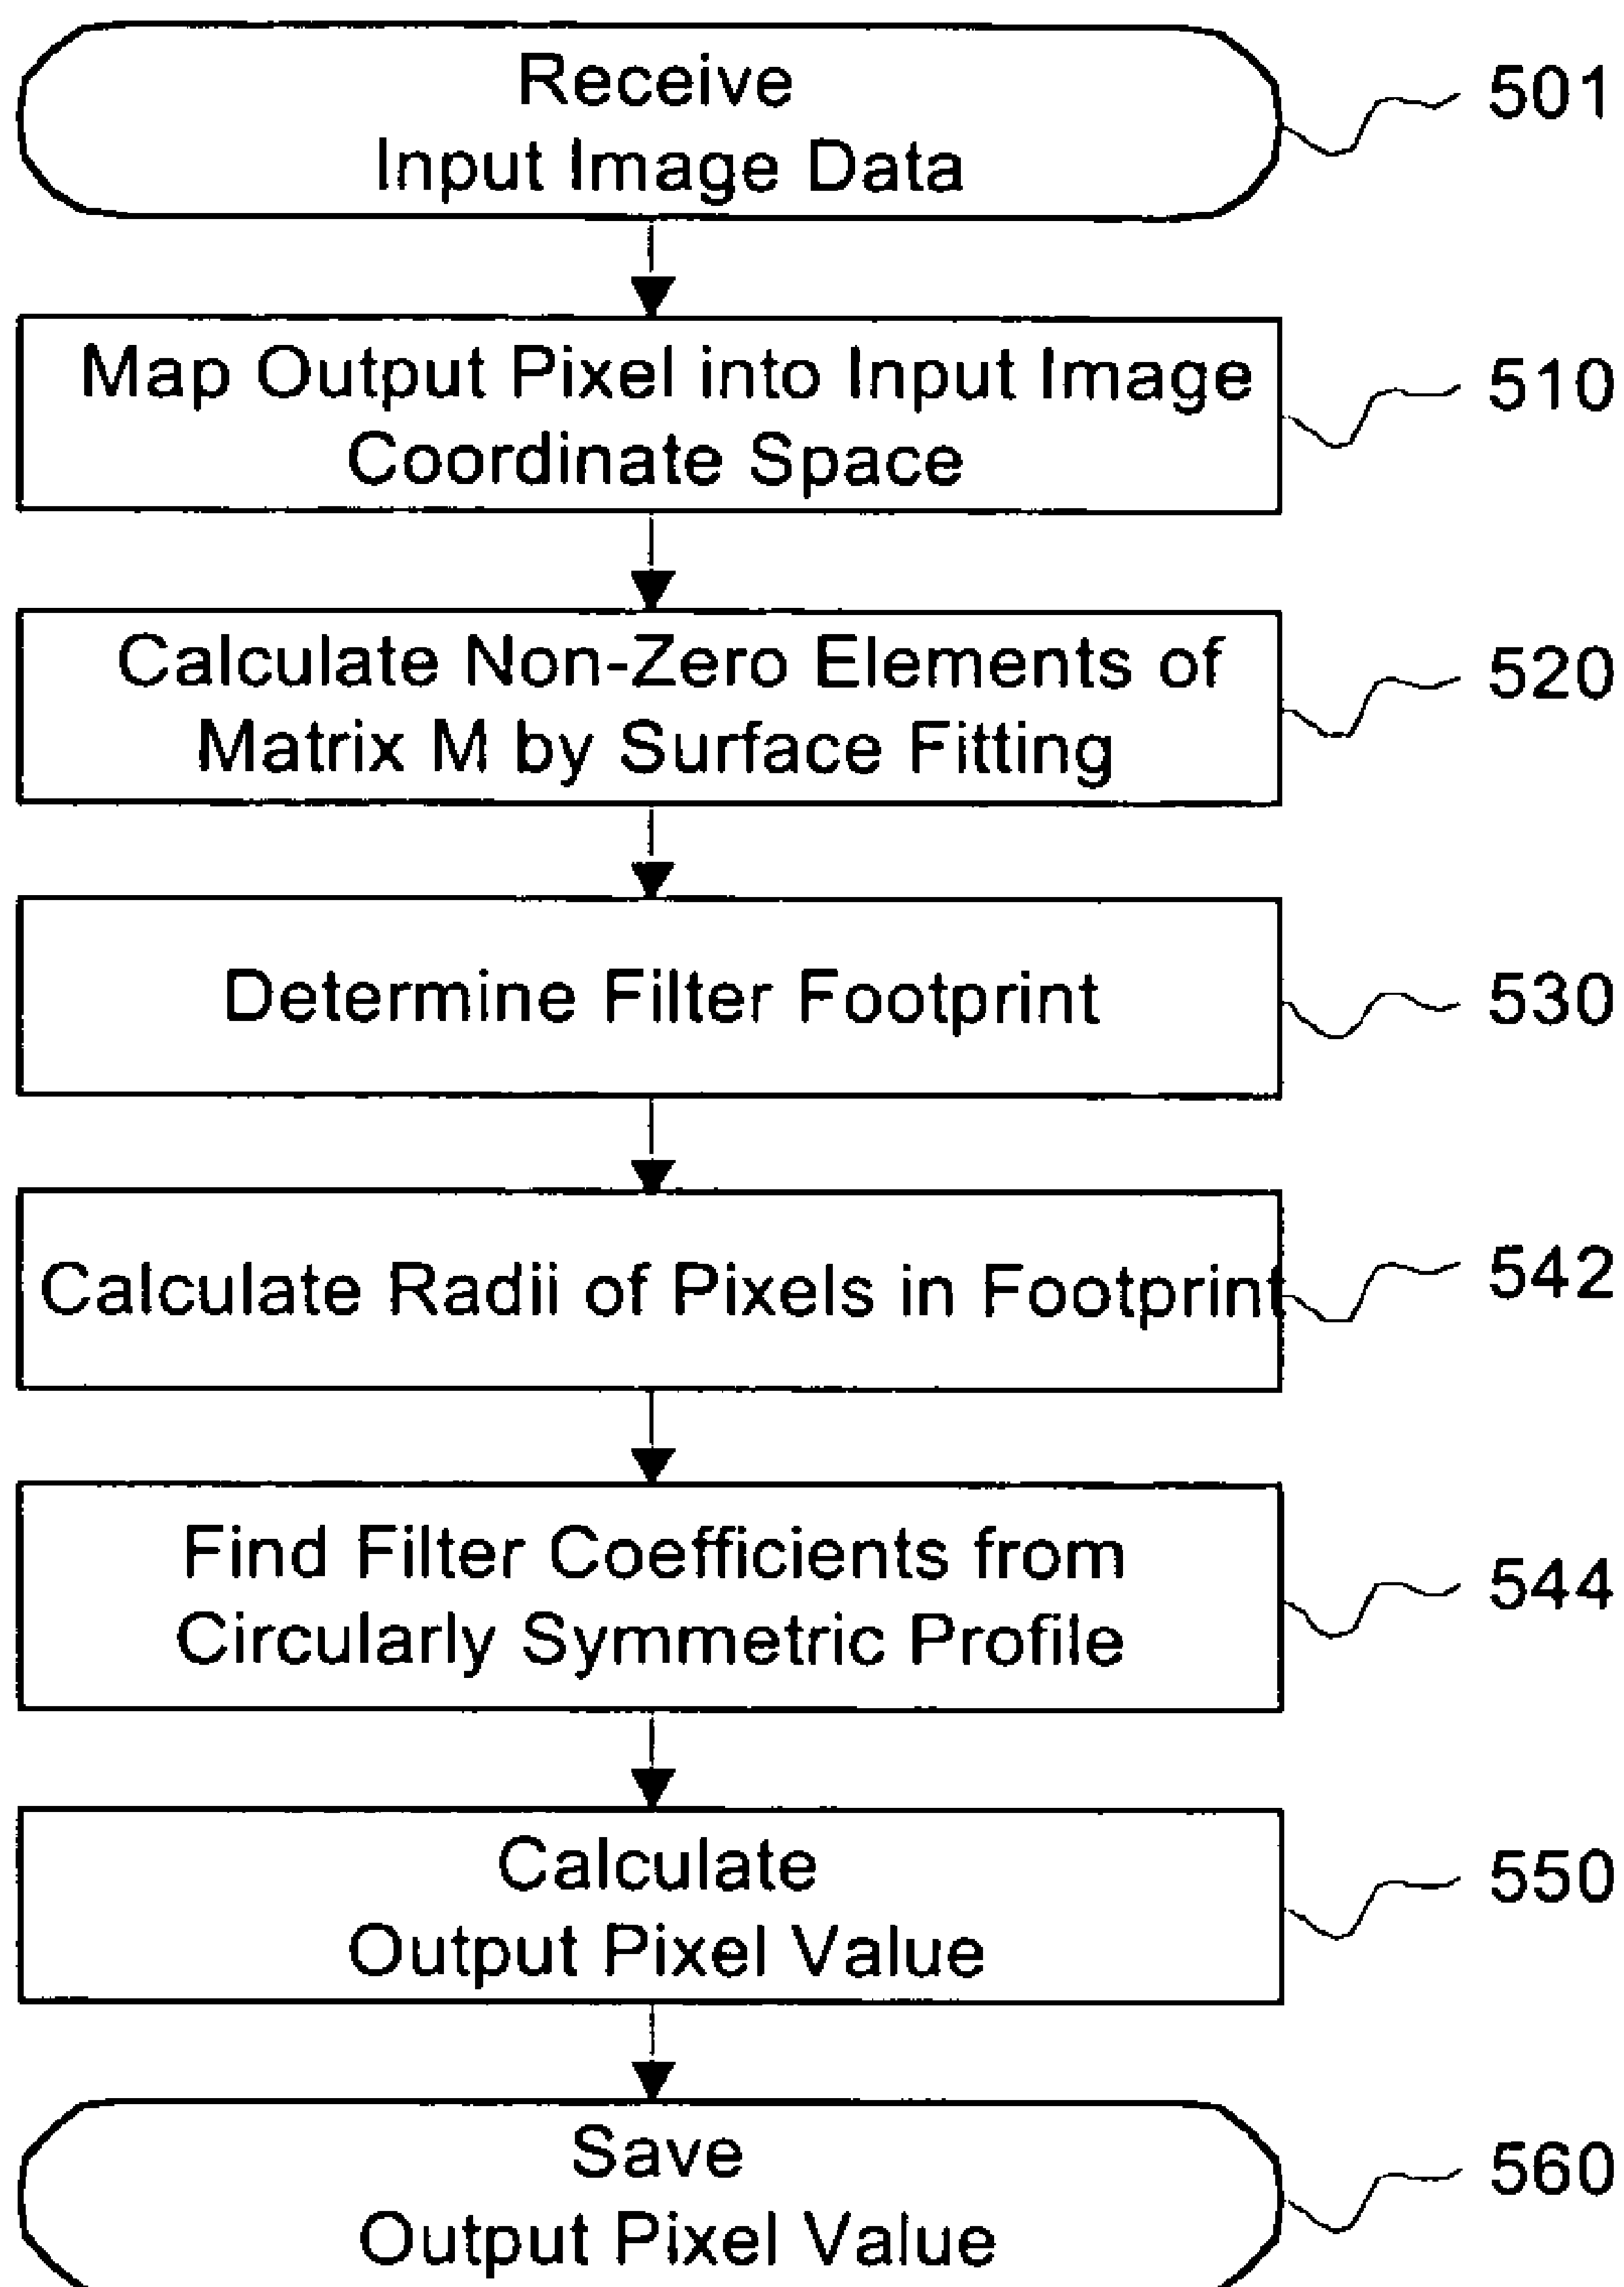 Receive
Input Image Data
501
Map Output Pixel into Input Image
Coordinate Space
510
Calculate Non-Zero Elements of
Matrix M by Surface Fitting
520
Determine Filter Footprint
530
Calculate Radii of Pixels in Footprint
542
Find Filter Coefficients from
Circularly Symmetric Profile
544
Calculate
Output Pixel Value
550
Save
Output Pixel Value
560